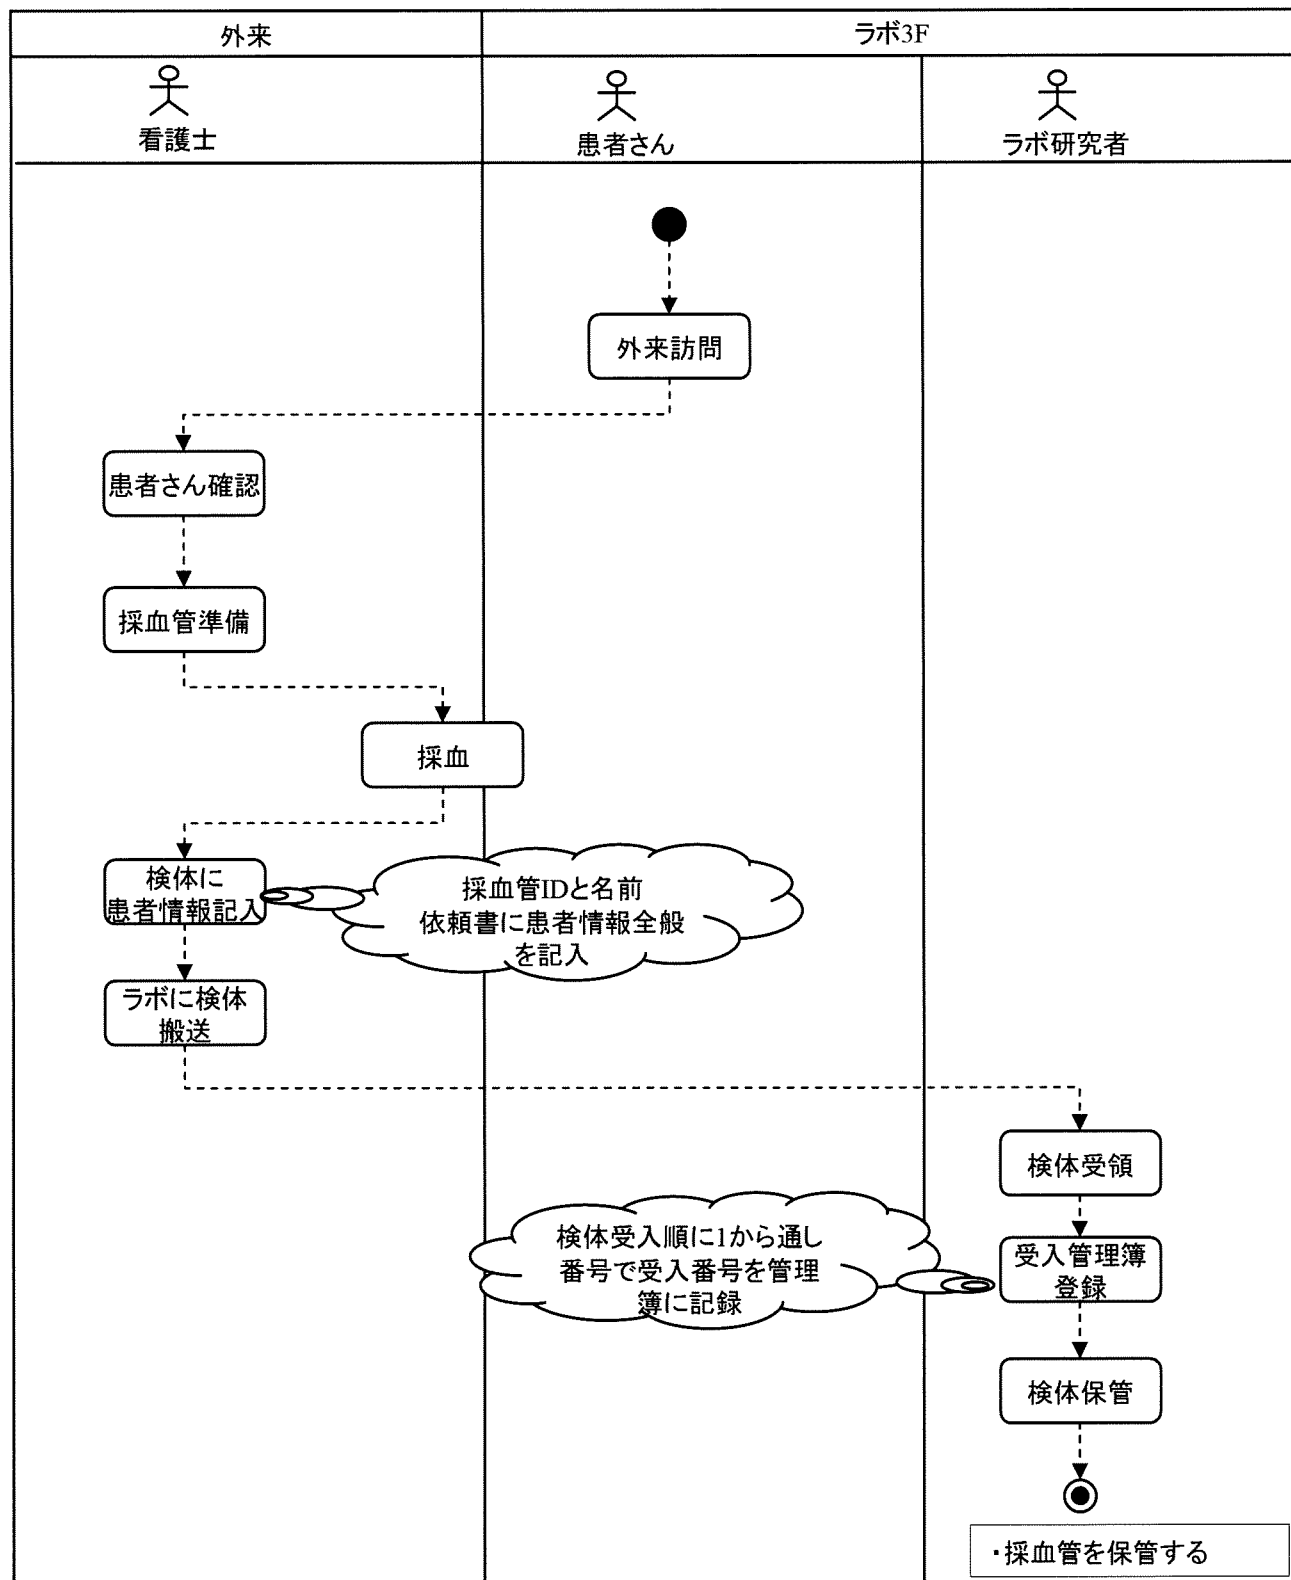 外来
ラボ3F
看護士
患者さん
ラボ研究者
外来訪問
患者さん確認
採血管準備
採血
検体に
患者情報記入
採血管IDと名前
依頼書に患者情報全般
を記入
ラボに検体
搬送
検体受領
検体受入順に1から通し
番号で受入番号を管理
簿に記録
受入管理簿
登録
検体保管
・採血管を保管する